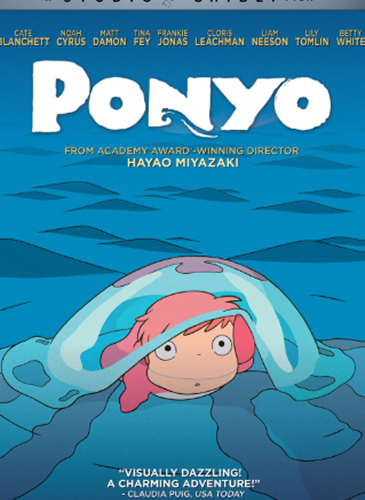 CATE NOAH MATT TINA FRANKIE CLORIS LIAM LILY BETTY
BLANCHETT CYRUS DAMON FEY JONAS LEACHMAN NEESON TOMLIN WHITE
PONYO
FROM ACADEMY AWARD®-WINNING DIRECTOR
HAYAO MIYAZAKI
“VISUALLY DAZZLING!
A CHARMING ADVENTURE!”
- CLAUDIA PUIG, USA TODAY